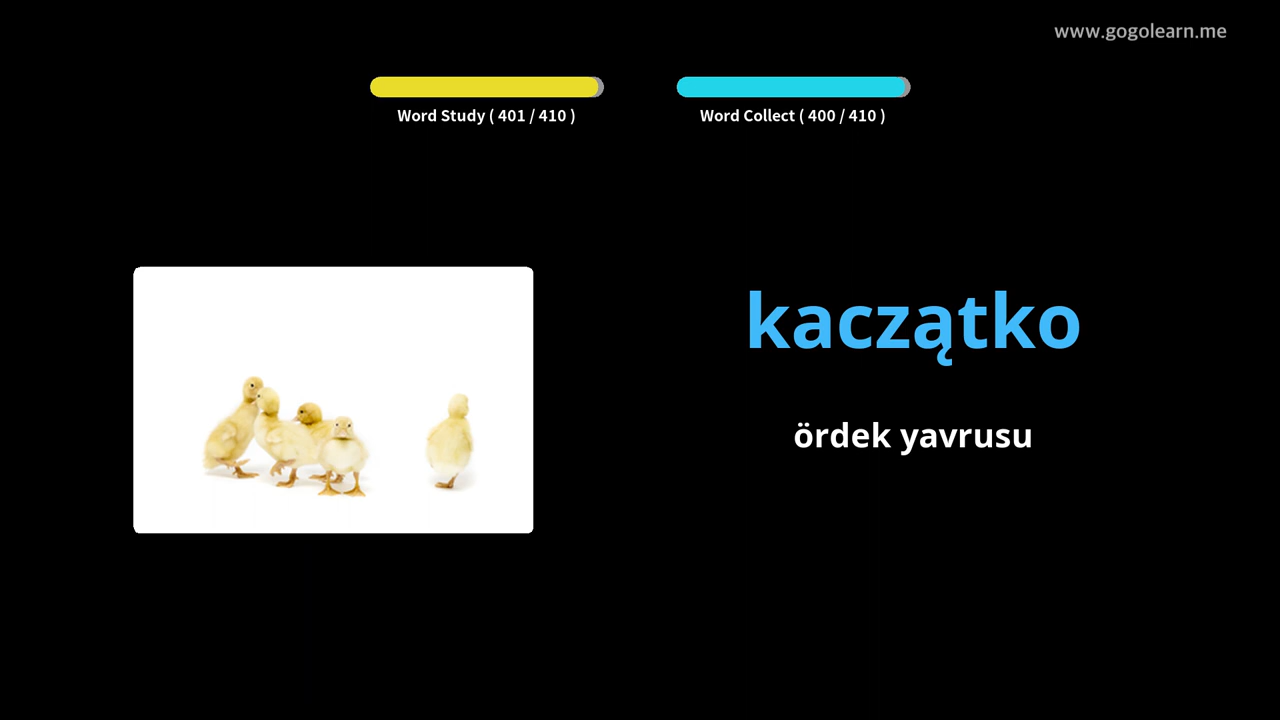 www.gogolearn.me
Word Study ( 401 / 410 )
Word Collect ( 400 / 410 )
kaczątko
ördek yavrusu